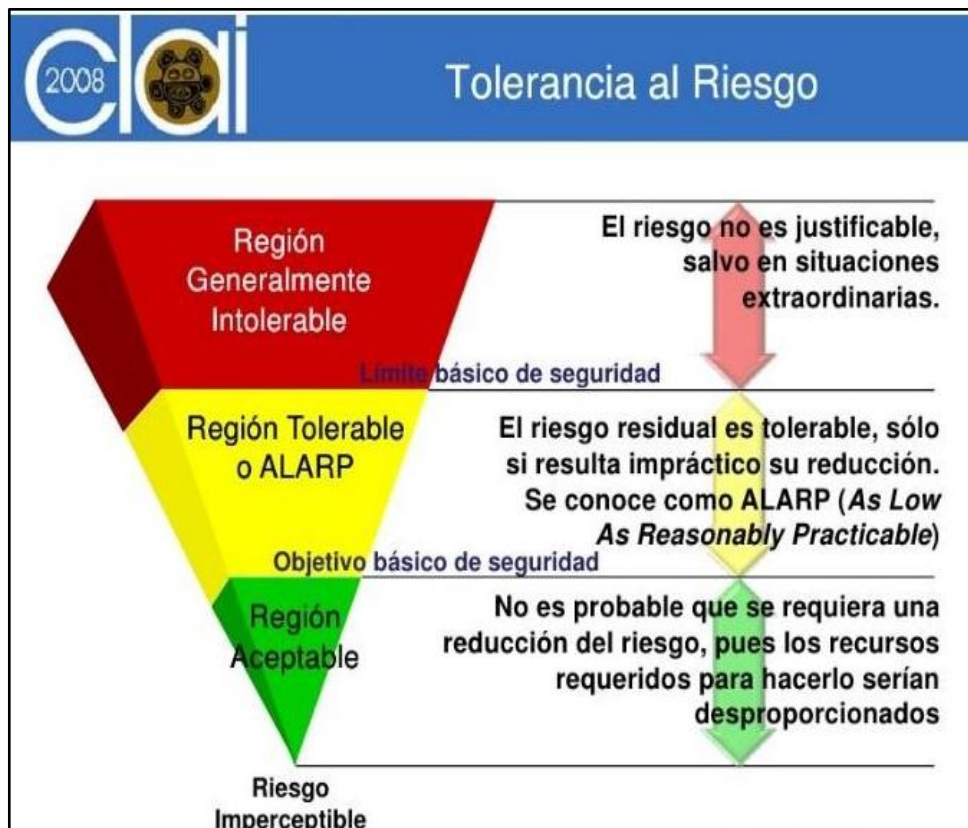 2008
clai
Tolerancia al Riesgo
Región
Generalmente
Intolerable
El riesgo no es justificable,
salvo en situaciones
extraordinarias.
Límite básico de seguridad
Región Tolerable
o ALARP
El riesgo residual es tolerable, sólo
si resulta impráctico su reducción.
Se conoce como ALARP (As Low
As Reasonably Practicable)
Objetivo básico de seguridad
Región
Aceptable
No es probable que se requiera una
reducción del riesgo, pues los recursos
requeridos para hacerlo serían
desproporcionados
Riesgo
Imperceptible